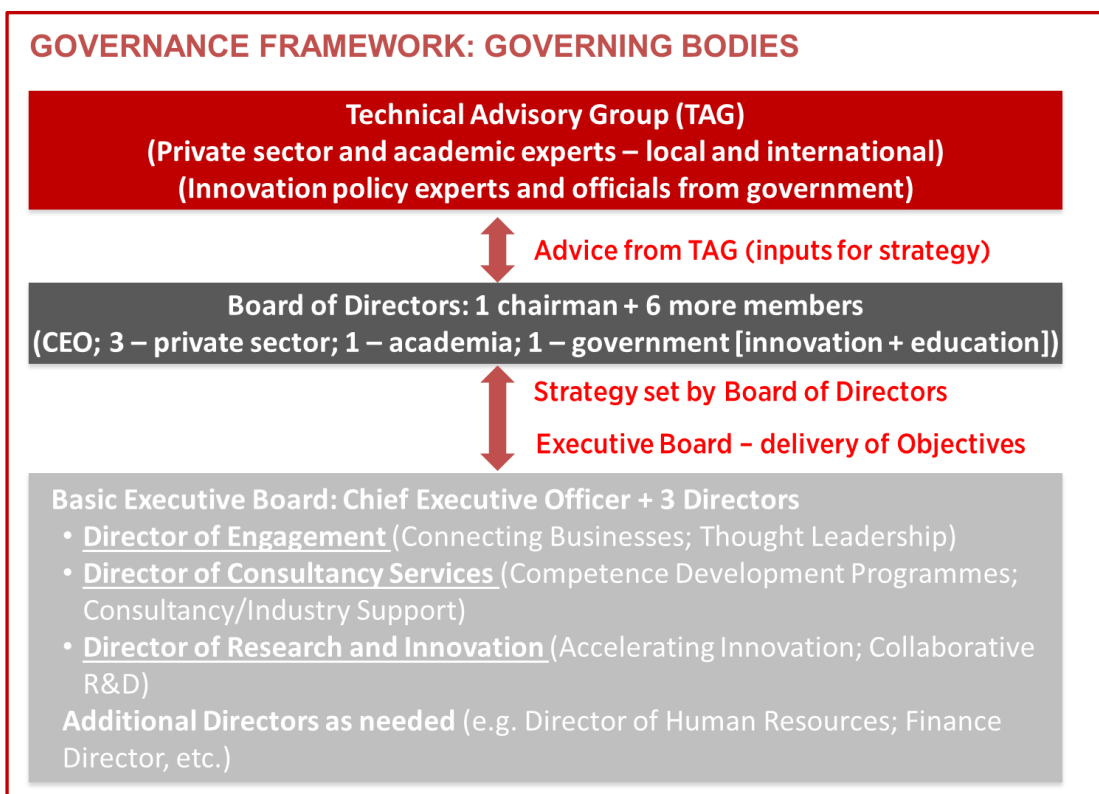 GOVERNANCE FRAMEWORK: GOVERNING BODIES
Technical Advisory Group (TAG)
(Private sector and academic experts – local and international)
(Innovation policy experts and officials from government)
Advice from TAG (inputs for strategy)
Board of Directors: 1 chairman + 6 more members
(CEO; 3 – private sector; 1 – academia; 1 – government [innovation + education])
Strategy set by Board of Directors
Executive Board – delivery of Objectives
Basic Executive Board: Chief Executive Officer + 3 Directors
• Director of Engagement (Connecting Businesses; Thought Leadership)
• Director of Consultancy Services (Competence Development Programmes;
Consultancy/Industry Support)
• Director of Research and Innovation (Accelerating Innovation; Collaborative
R&D)
Additional Directors as needed (e.g. Director of Human Resources; Finance
Director, etc.)